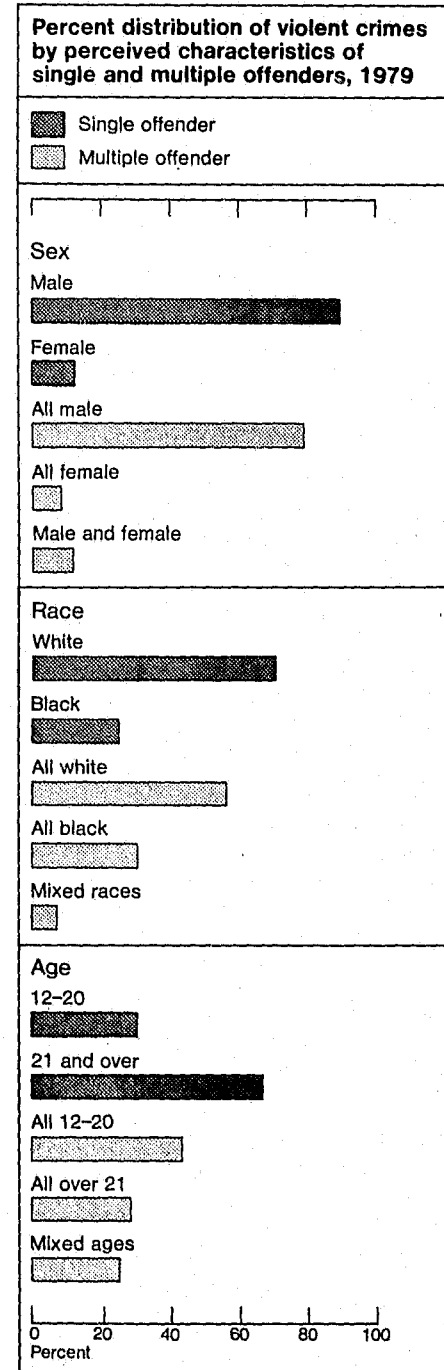 Percent distribution of violent crimes
by perceived characteristics of
single and multiple offenders, 1979
Single offender
Multiple offender
Sex
Male
Female
All male
All female
Male and female
Race
White
Black
All white
All black
Mixed races
Age
12–20
21 and over
All 12–20
All over 21
Mixed ages
0 20 40 60 80 100
Percent